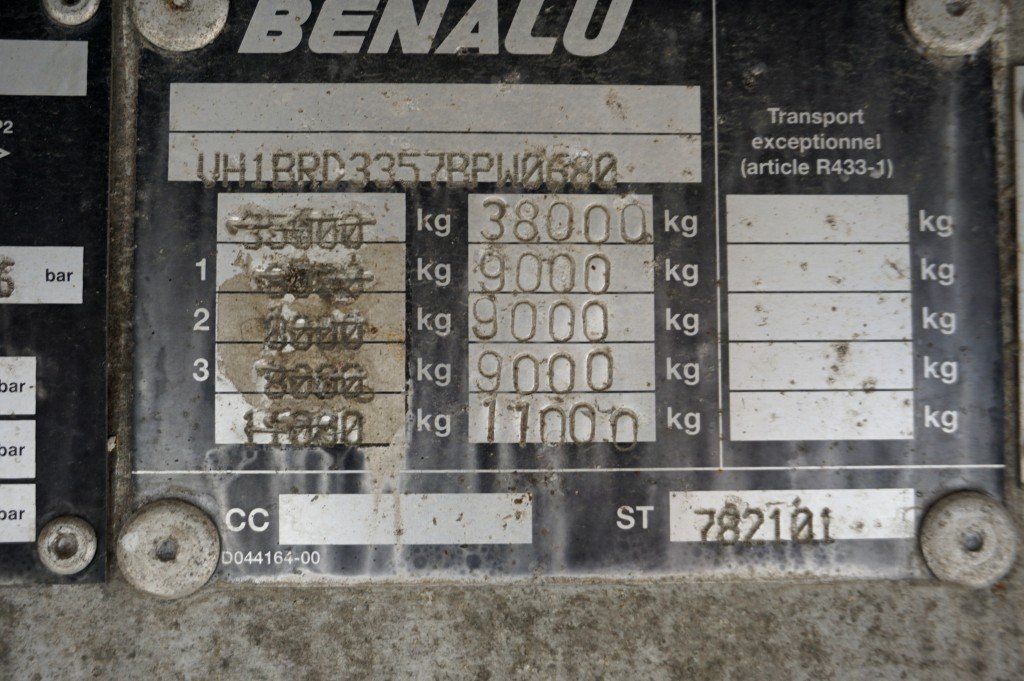 BENALU
P2
Transport
exceptionnel
(article R433-1)
VH1BRD3357BPW0680
35000 kg 38000 kg kg
1 kg 9000 kg kg
bar
2 kg 9000 kg kg
3 kg 9000 kg kg
bar
kg 11000 kg kg
bar
bar
CC ST 782101
D044164-00